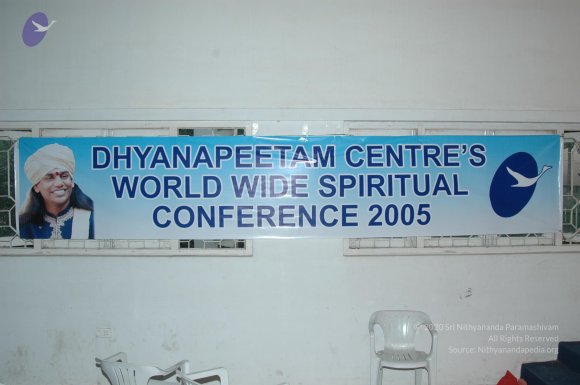 DHYANAPEETAM CENTRE'S
WORLD WIDE SPIRITUAL
CONFERENCE 2005
© 2020 Sri Nithyananda Paramashivam
All Rights Reserved
Source: Nithyanandapedia.org